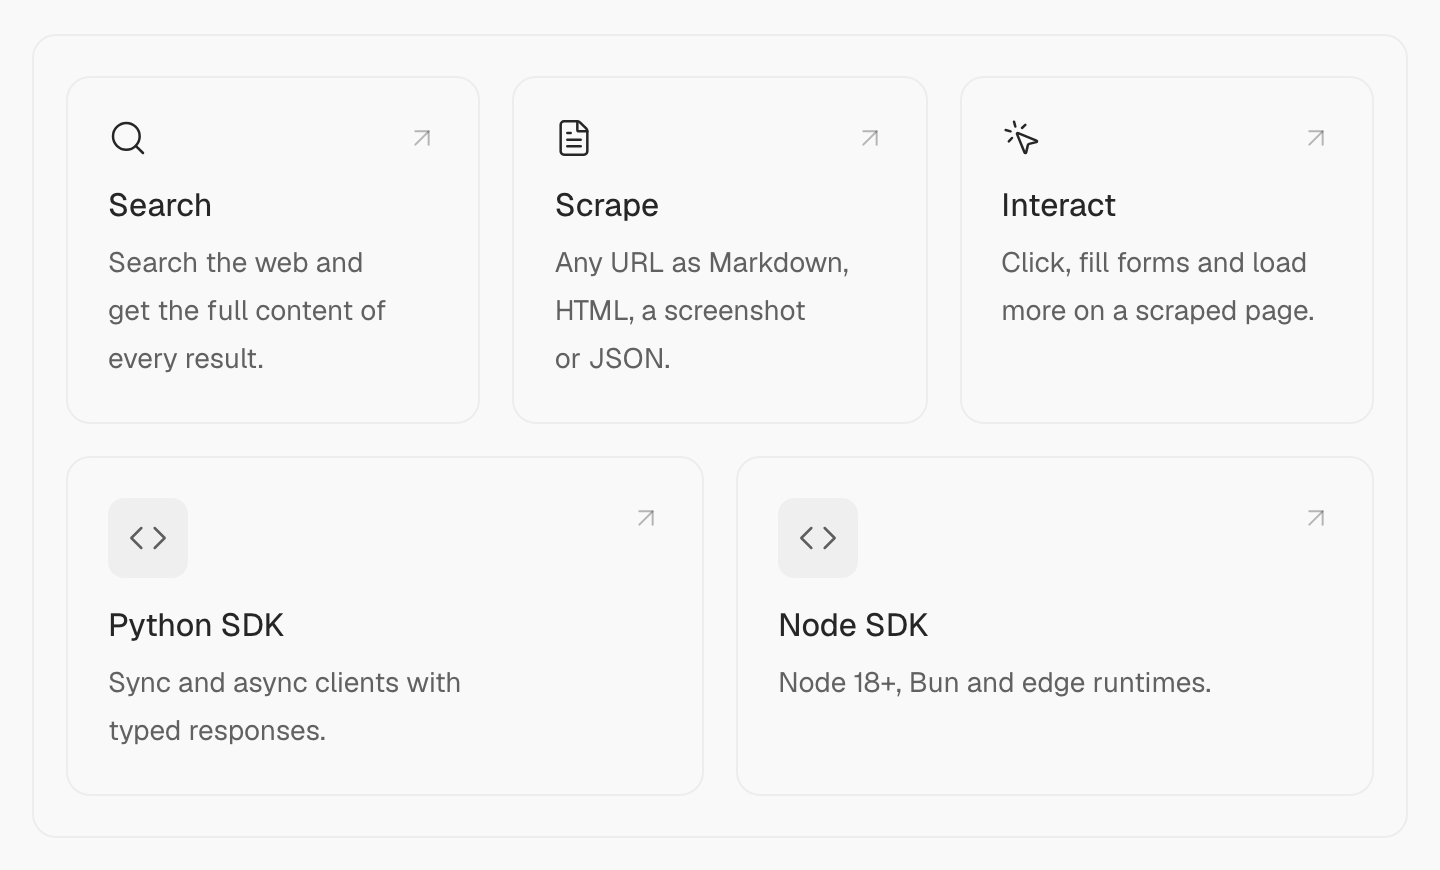 Search
Search the web and
get the full content of
every result.
Scrape
Any URL as Markdown,
HTML, a screenshot
or JSON.
Interact
Click, fill forms and load
more on a scraped page.
Python SDK
Sync and async clients with
typed responses.
Node SDK
Node 18+, Bun and edge runtimes.